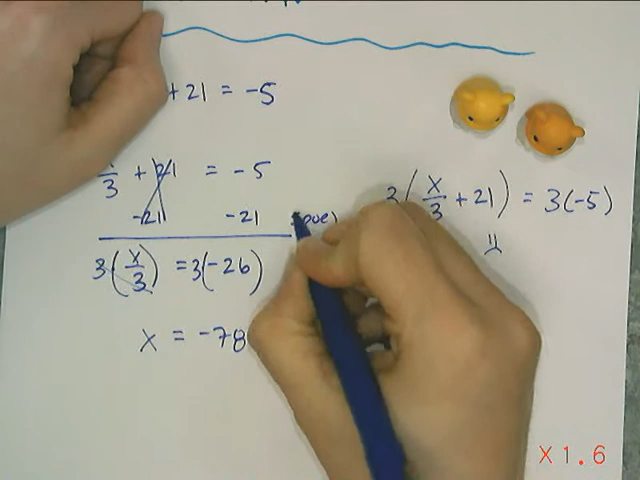 +21 = -5
x/3 + 21 = -5
-21 -21
3(x/3) = 3(-26)
x = -78
3(x/3 + 21) = 3(-5)
X1.6